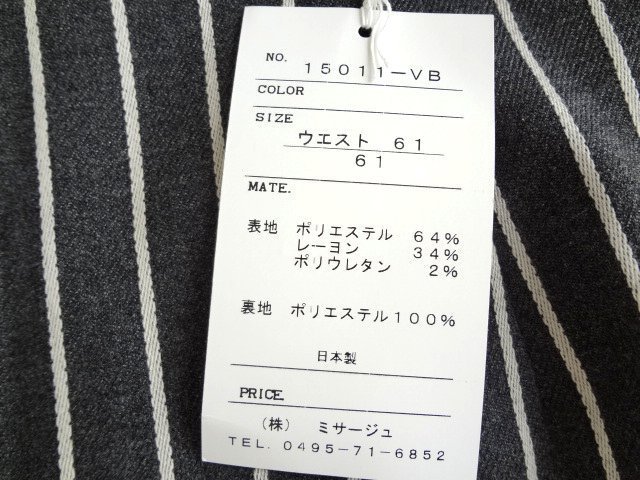 NO. 15011-VB
COLOR
SIZE
ウエスト 61
61
MATE.
表地 ポリエステル 64%
レーヨン 34%
ポリウレタン 2%
裏地 ポリエステル100%
日本製
PRICE
(株) ミサージュ
TEL. 0495-71-6852